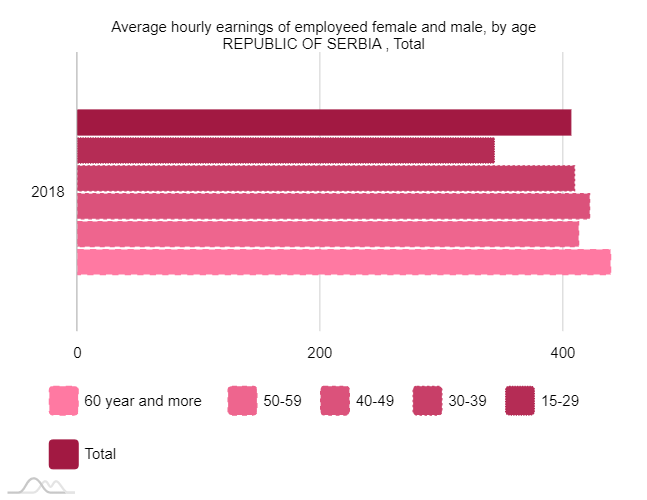 Average hourly earnings of employeed female and male, by age
REPUBLIC OF SERBIA , Total
2018
0 200 400
60 year and more 50-59 40-49 30-39 15-29
Total